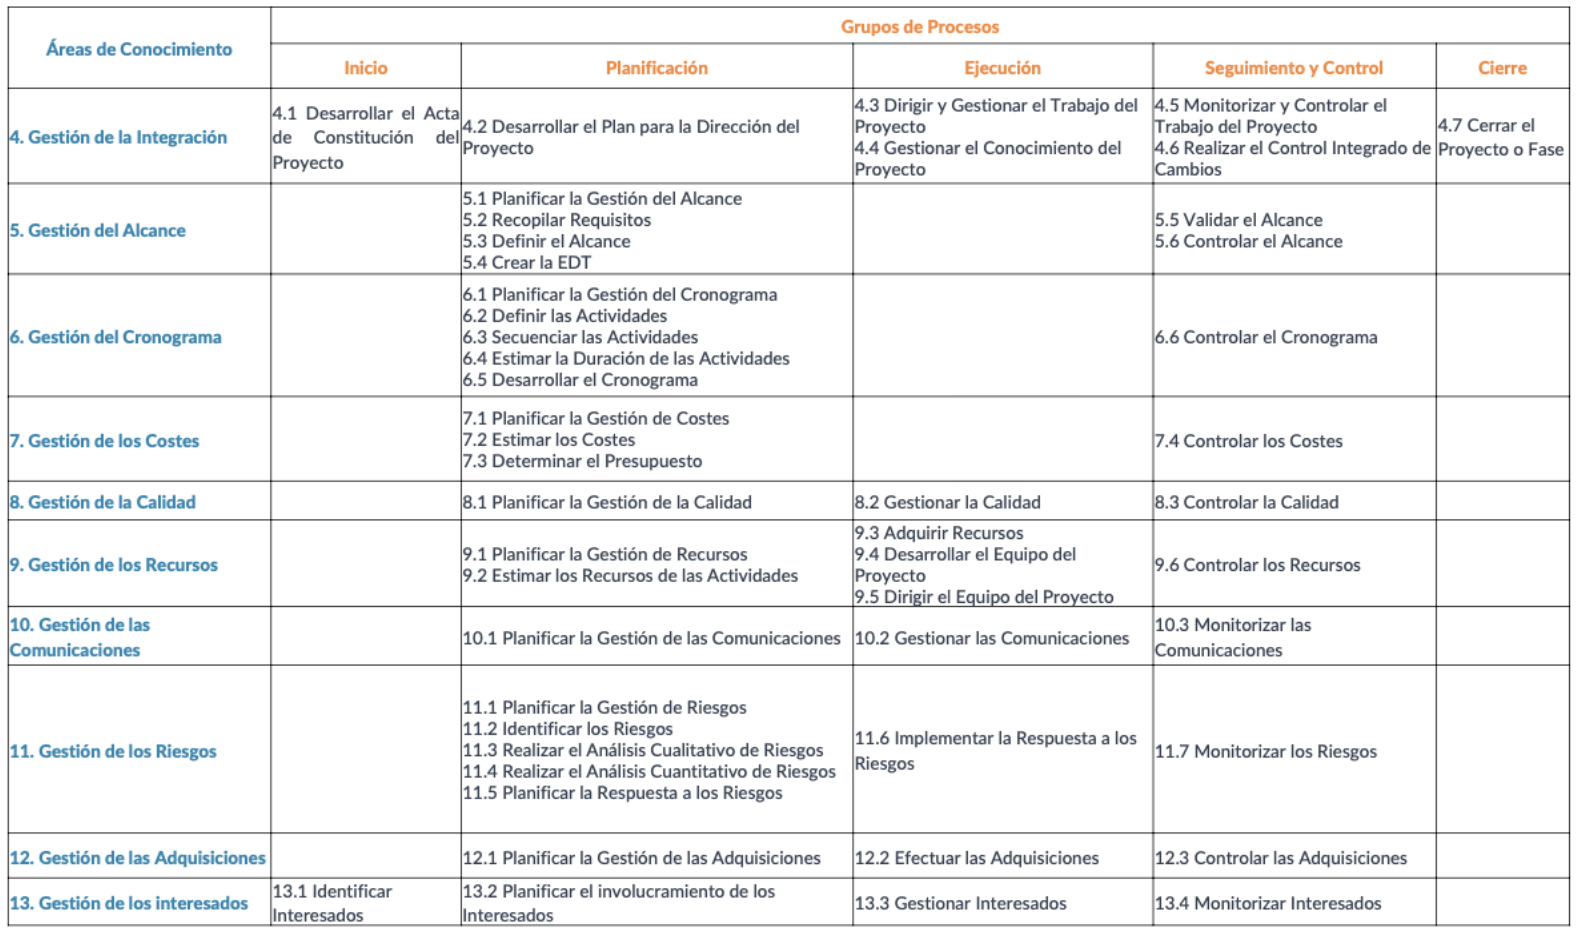 Áreas de Conocimiento
Grupos de Procesos
Inicio
Planificación
Ejecución
Seguimiento y Control
Cierre
4. Gestión de la Integración
4.1 Desarrollar el Acta
de Constitución del
Proyecto
4.2 Desarrollar el Plan para la Dirección del
Proyecto
4.3 Dirigir y Gestionar el Trabajo del
Proyecto
4.4 Gestionar el Conocimiento del
Proyecto
4.5 Monitorizar y Controlar el
Trabajo del Proyecto
4.6 Realizar el Control Integrado de
Cambios
4.7 Cerrar el
Proyecto o Fase
5. Gestión del Alcance
5.1 Planificar la Gestión del Alcance
5.2 Recopilar Requisitos
5.3 Definir el Alcance
5.4 Crear la EDT
5.5 Validar el Alcance
5.6 Controlar el Alcance
6. Gestión del Cronograma
6.1 Planificar la Gestión del Cronograma
6.2 Definir las Actividades
6.3 Secuenciar las Actividades
6.4 Estimar la Duración de las Actividades
6.5 Desarrollar el Cronograma
6.6 Controlar el Cronograma
7. Gestión de los Costes
7.1 Planificar la Gestión de Costes
7.2 Estimar los Costes
7.3 Determinar el Presupuesto
7.4 Controlar los Costes
8. Gestión de la Calidad
8.1 Planificar la Gestión de la Calidad
8.2 Gestionar la Calidad
8.3 Controlar la Calidad
9. Gestión de los Recursos
9.1 Planificar la Gestión de Recursos
9.2 Estimar los Recursos de las Actividades
9.3 Adquirir Recursos
9.4 Desarrollar el Equipo del
Proyecto
9.5 Dirigir el Equipo del Proyecto
9.6 Controlar los Recursos
10. Gestión de las
Comunicaciones
10.1 Planificar la Gestión de las Comunicaciones
10.2 Gestionar las Comunicaciones
10.3 Monitorizar las
Comunicaciones
11. Gestión de los Riesgos
11.1 Planificar la Gestión de Riesgos
11.2 Identificar los Riesgos
11.3 Realizar el Análisis Cualitativo de Riesgos
11.4 Realizar el Análisis Cuantitativo de Riesgos
11.5 Planificar la Respuesta a los Riesgos
11.6 Implementar la Respuesta a los
Riesgos
11.7 Monitorizar los Riesgos
12. Gestión de las Adquisiciones
12.1 Planificar la Gestión de las Adquisiciones
12.2 Efectuar las Adquisiciones
12.3 Controlar las Adquisiciones
13. Gestión de los interesados
13.1 Identificar
Interesados
13.2 Planificar el involucramiento de los
Interesados
13.3 Gestionar Interesados
13.4 Monitorizar Interesados